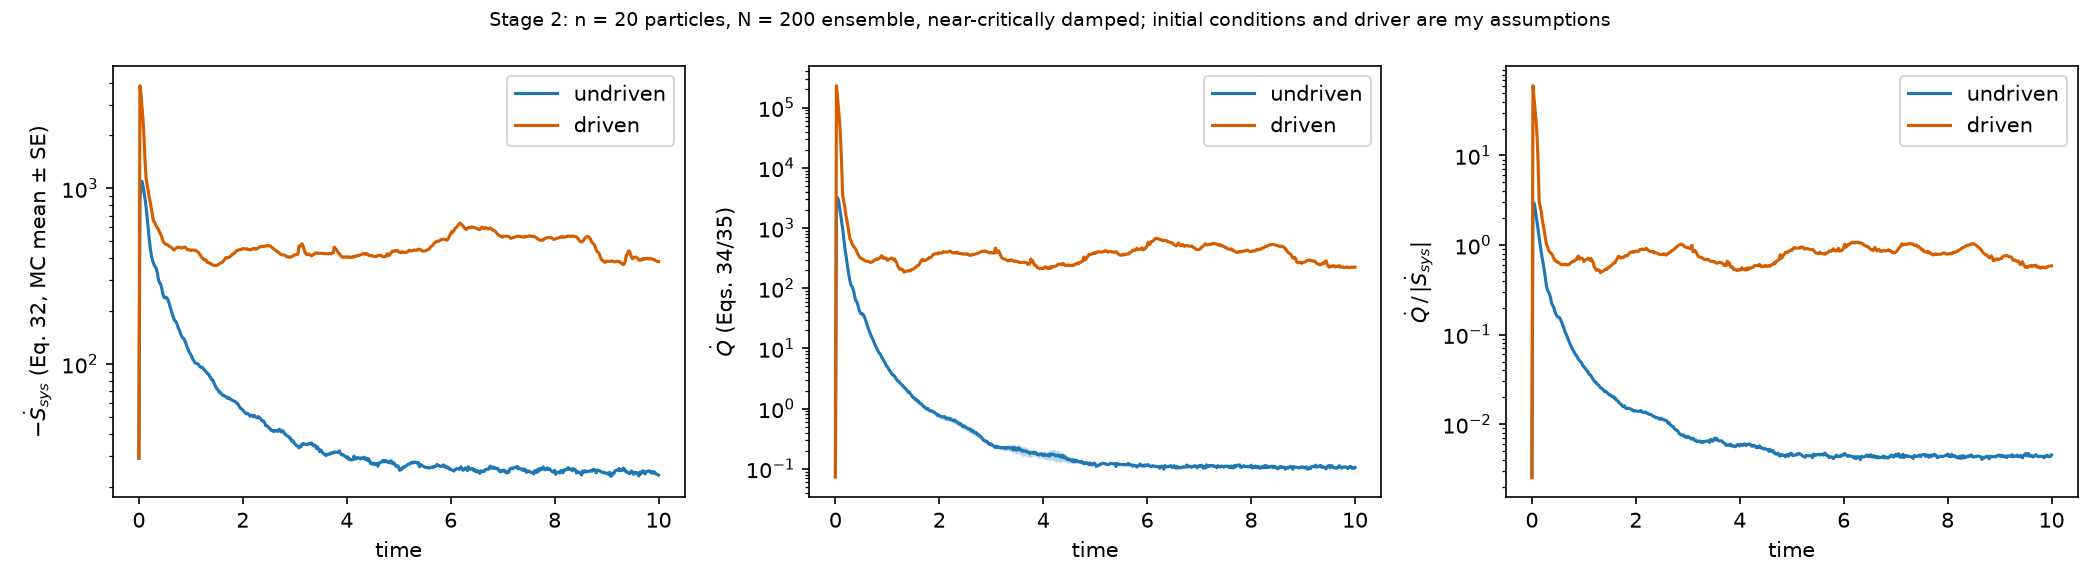 Stage 2: n = 20 particles, N = 200 ensemble, near-critically damped; initial conditions and driver are my assumptions
−Ṡsys (Eq. 32, MC mean ± SE)
10³
10²
undriven
driven
0 2 4 6 8 10
time
Q̇ (Eqs. 34/35)
10⁵
10⁴
10³
10²
10¹
10⁰
10⁻¹
undriven
driven
0 2 4 6 8 10
time
Q̇ / |Ṡsys|
10¹
10⁰
10⁻¹
10⁻²
undriven
driven
0 2 4 6 8 10
time